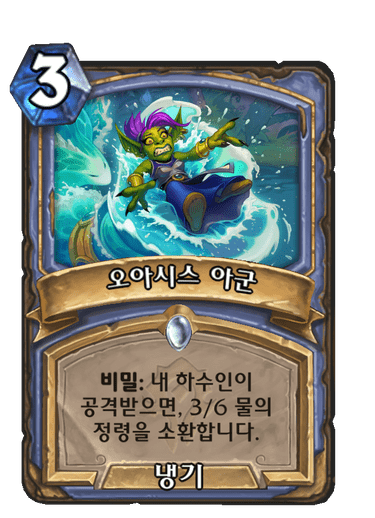 3
오아시스 아군
비밀: 내 하수인이
공격받으면, 3/6 물의
정령을 소환합니다.
냉기